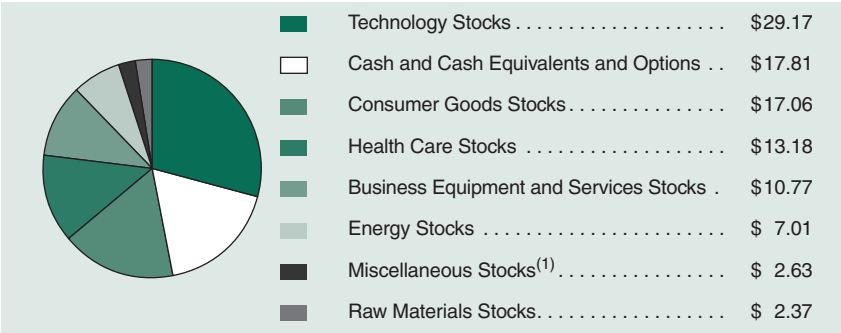 Technology Stocks..................... $29.17
Cash and Cash Equivalents and Options .. $17.81
Consumer Goods Stocks................ $17.06
Health Care Stocks .................... $13.18
Business Equipment and Services Stocks . $10.77
Energy Stocks ........................ $ 7.01
Miscellaneous Stocks(1)................. $ 2.63
Raw Materials Stocks................... $ 2.37